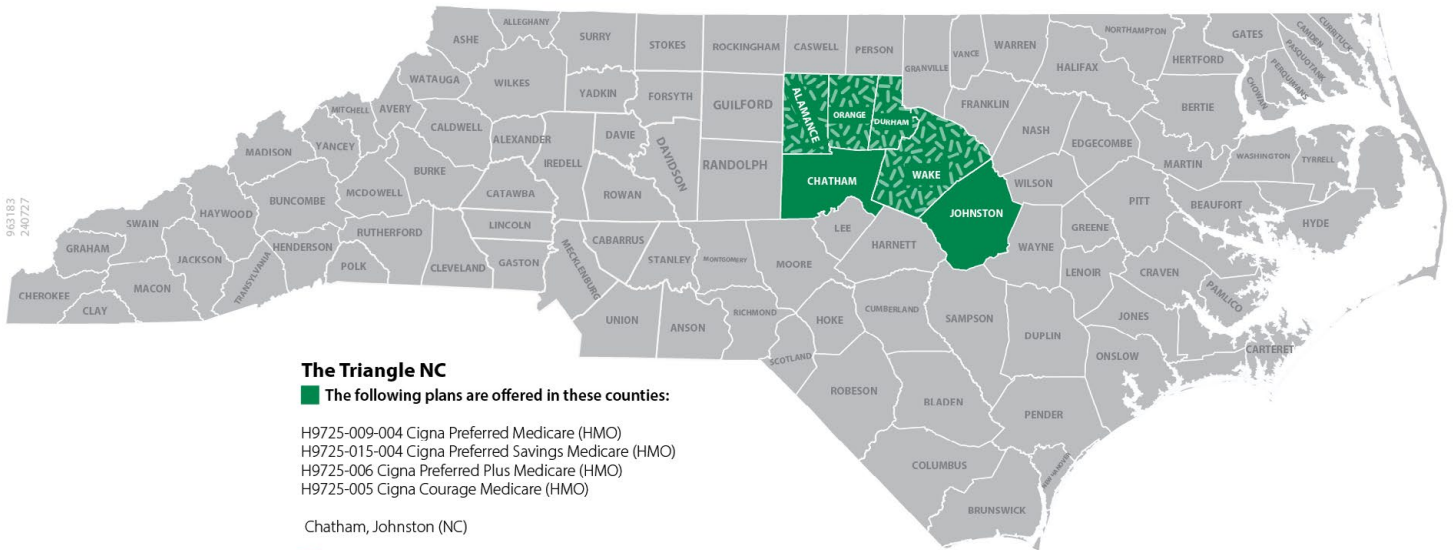 ALLEGHANY
ASHE
SURRY
STOKES
ROCKINGHAM
CASWELL
PERSON
GRANVILLE
VANCE
WARREN
NORTHAMPTON
GATES
CAMDEN
CURRITUCK
PASQUOTANK
PERQUIMANS
CHOWAN
HERTFORD
HALIFAX
BERTIE
WATAUGA
WILKES
YADKIN
FORSYTH
GUILFORD
ALAMANCE
ORANGE
DURHAM
FRANKLIN
NASH
EDGECOMBE
MARTIN
WASHINGTON
TYRRELL
MITCHELL
AVERY
CALDWELL
ALEXANDER
IREDELL
DAVIE
DAVIDSON
RANDOLPH
CHATHAM
WAKE
WILSON
PITT
BEAUFORT
HYDE
MADISON
YANCEY
BURKE
MCDOWELL
CATAWBA
ROWAN
BUNCOMBE
HAYWOOD
SWAIN
GRAHAM
JACKSON
HENDERSON
TRANSYLVANIA
RUTHERFORD
POLK
CLEVELAND
LINCOLN
GASTON
MECKLENBURG
CABARRUS
STANLEY
MONTGOMERY
MOORE
LEE
HARNETT
JOHNSTON
WAYNE
GREENE
LENOIR
CRAVEN
PAMLICO
CHEROKEE
CLAY
MACON
UNION
ANSON
RICHMOND
SCOTLAND
HOKE
CUMBERLAND
SAMPSON
DUPLIN
JONES
ONSLOW
CARTERET
ROBESON
BLADEN
PENDER
COLUMBUS
NEW HANOVER
BRUNSWICK
963183
240727
The Triangle NC
The following plans are offered in these counties:
H9725-009-004 Cigna Preferred Medicare (HMO)
H9725-015-004 Cigna Preferred Savings Medicare (HMO)
H9725-006 Cigna Preferred Plus Medicare (HMO)
H9725-005 Cigna Courage Medicare (HMO)
Chatham, Johnston (NC)